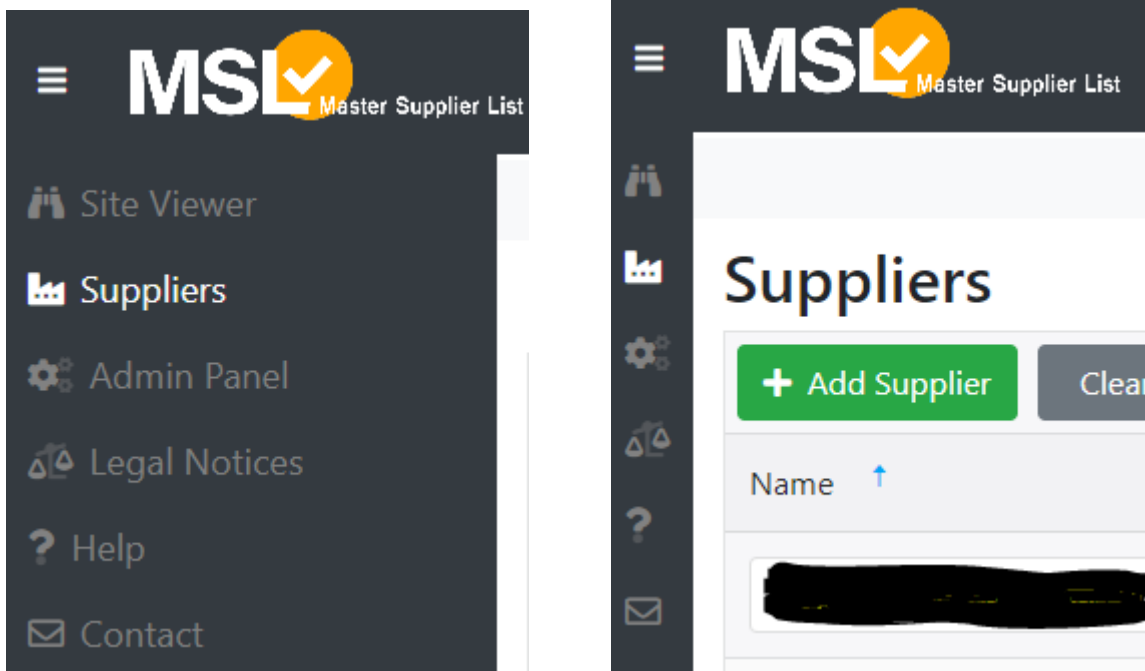 MSL Master Supplier List
Site Viewer
Suppliers
Admin Panel
Legal Notices
? Help
Contact
MSL Master Supplier List
Suppliers
+ Add Supplier
Clear
Name ↑
?